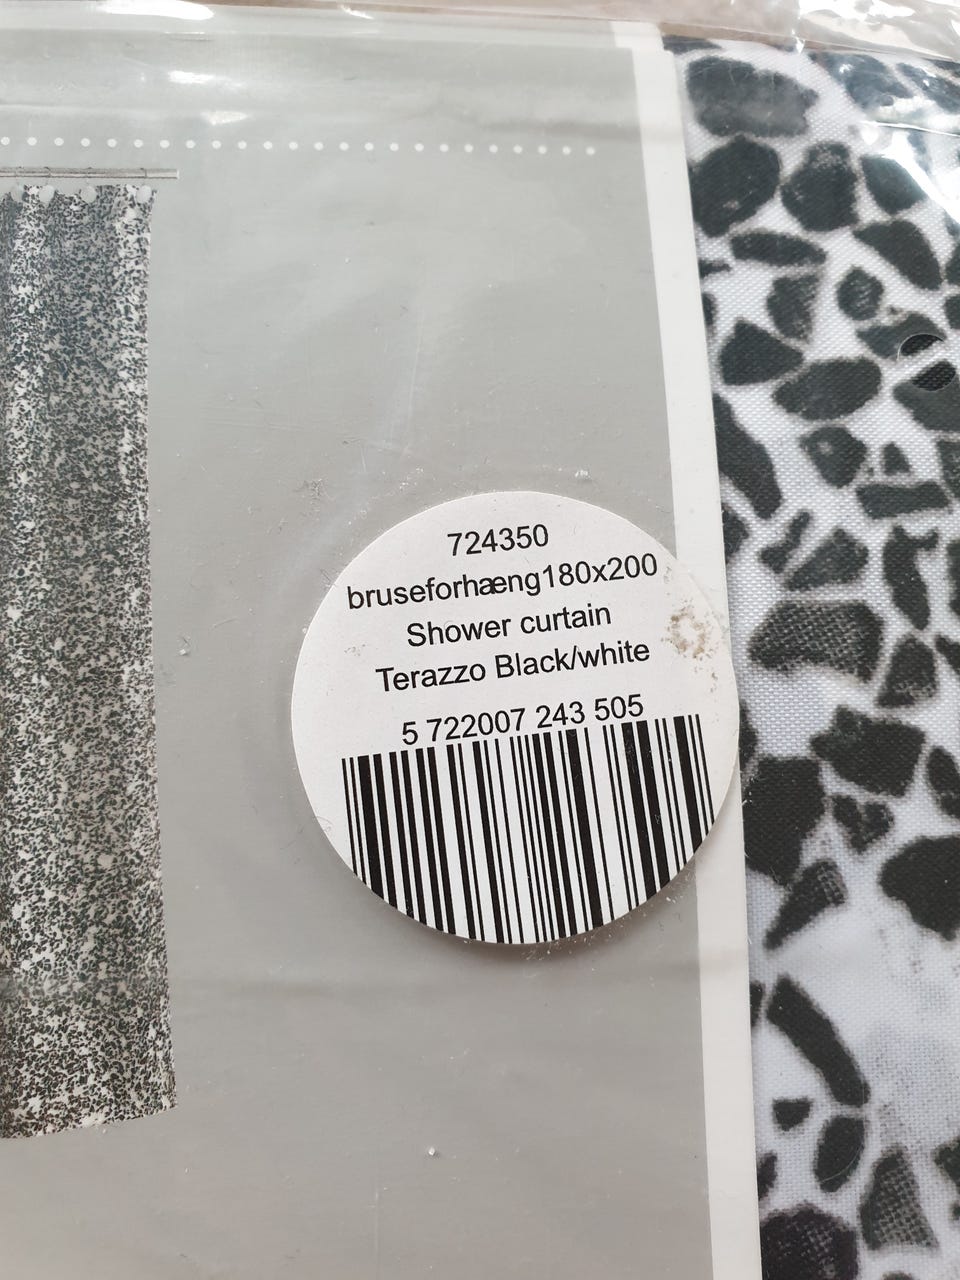 724350
bruseforhæng180x200
Shower curtain
Terazzo Black/white
5 722007 243 505